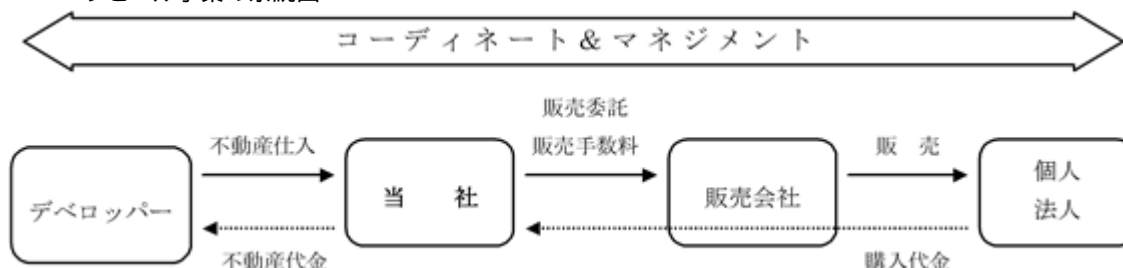 コーディネート&マネジメント
販売委託
不動産仕入
販売手数料
販 売
デベロッパー
当 社
販売会社
個人
法人
不動産代金
購入代金